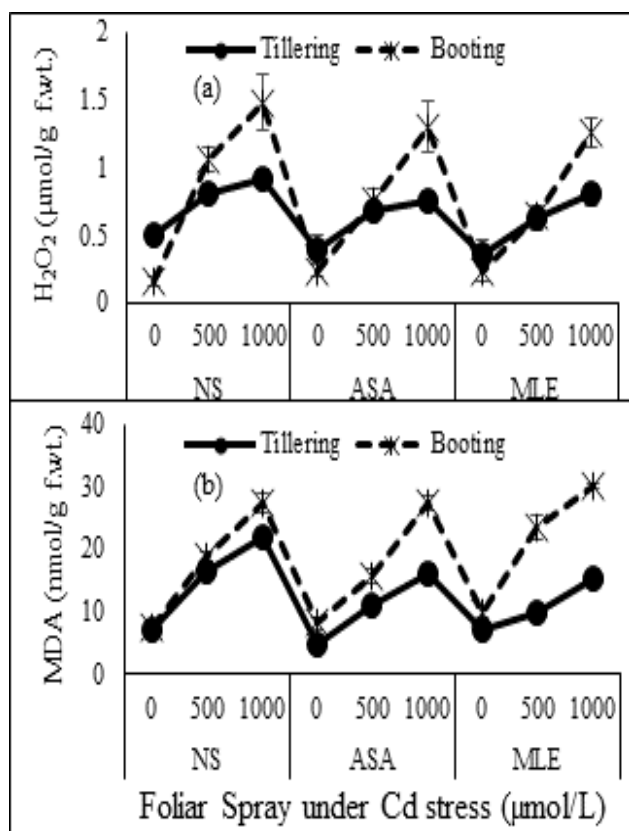 2
Tillering Booting
1.5
(a)
1
0.5
0
H₂O₂ (μmol/g f.wt.)
0 500 1000 0 500 1000 0 500 1000
NS ASA MLE
40
Tillering Booting
30
(b)
20
10
0
MDA (nmol/g f.wt.)
0 500 1000 0 500 1000 0 500 1000
NS ASA MLE
Foliar Spray under Cd stress (μmol/L)